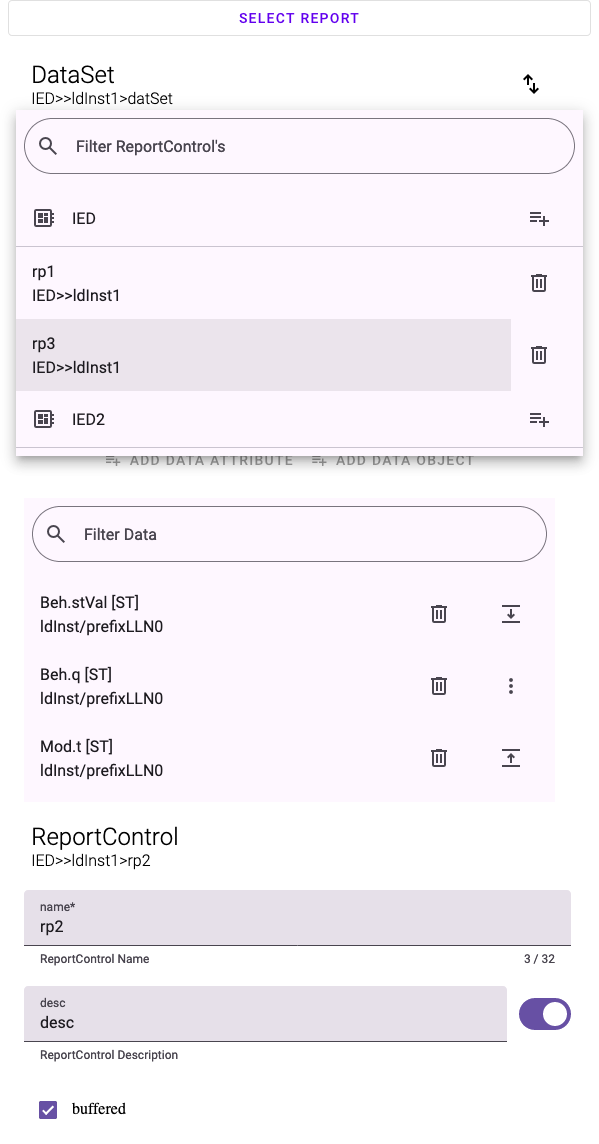 SELECT REPORT
DataSet
IED>>ldInst1>datSet
Filter ReportControl's
IED
rp1
IED>>ldInst1
rp3
IED>>ldInst1
IED2
ADD DATA ATTRIBUTE ADD DATA OBJECT
Filter Data
Beh.stVal [ST]
ldInst/prefixLLN0
Beh.q [ST]
ldInst/prefixLLN0
Mod.t [ST]
ldInst/prefixLLN0
ReportControl
IED>>ldInst1>rp2
name*
rp2
ReportControl Name 3 / 32
desc
desc
ReportControl Description
buffered